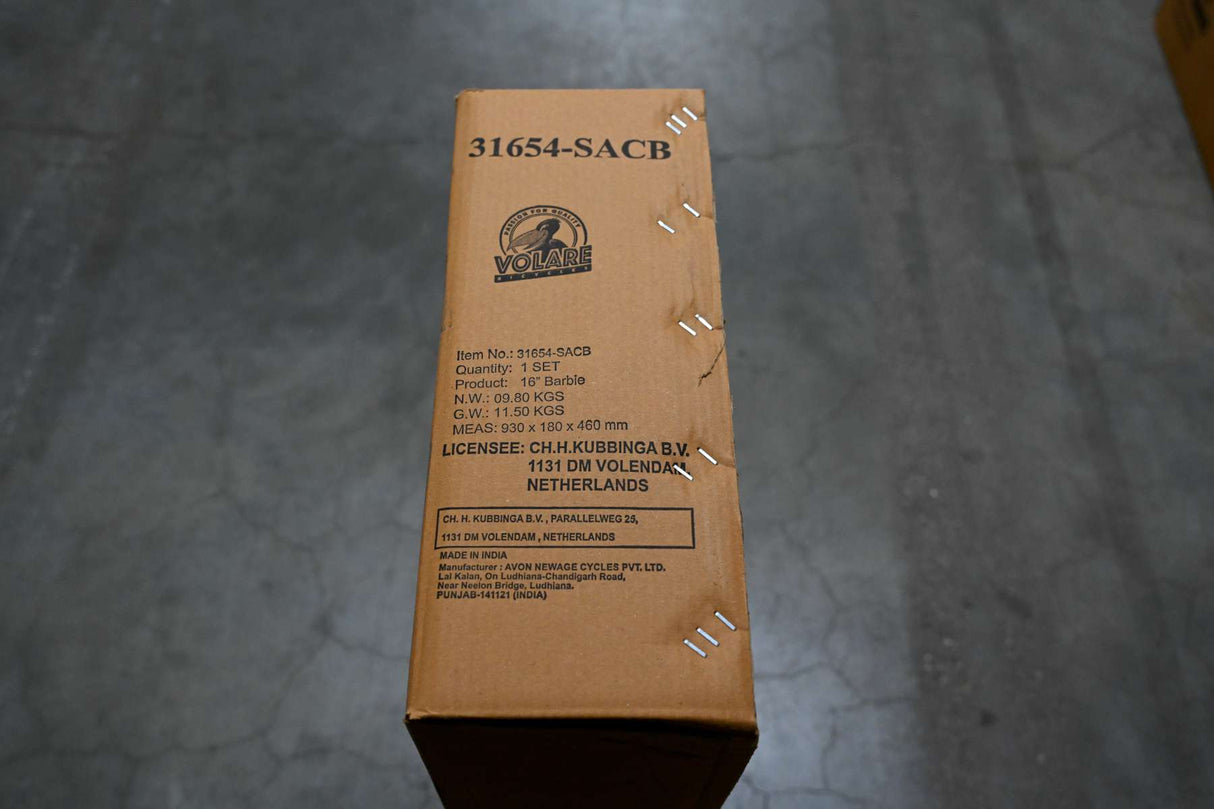 31654-SACB
PASSION FOR QUALITY
VOLARE
BICYCLES
Item No.: 31654-SACB
Quantity: 1 SET
Product: 16" Barbie
N.W.: 09.80 KGS
G.W.: 11.50 KGS
MEAS: 930 x 180 x 460 mm
LICENSEE: CH.H.KUBBINGA B.V.
1131 DM VOLENDAM,
NETHERLANDS
CH. H. KUBBINGA B.V. , PARALLELWEG 25,
1131 DM VOLENDAM , NETHERLANDS
MADE IN INDIA
Manufacturer : AVON NEWAGE CYCLES PVT. LTD.
Lal Kalan, On Ludhiana-Chandigarh Road,
Near Neelon Bridge, Ludhiana.
PUNJAB-141121 (INDIA)